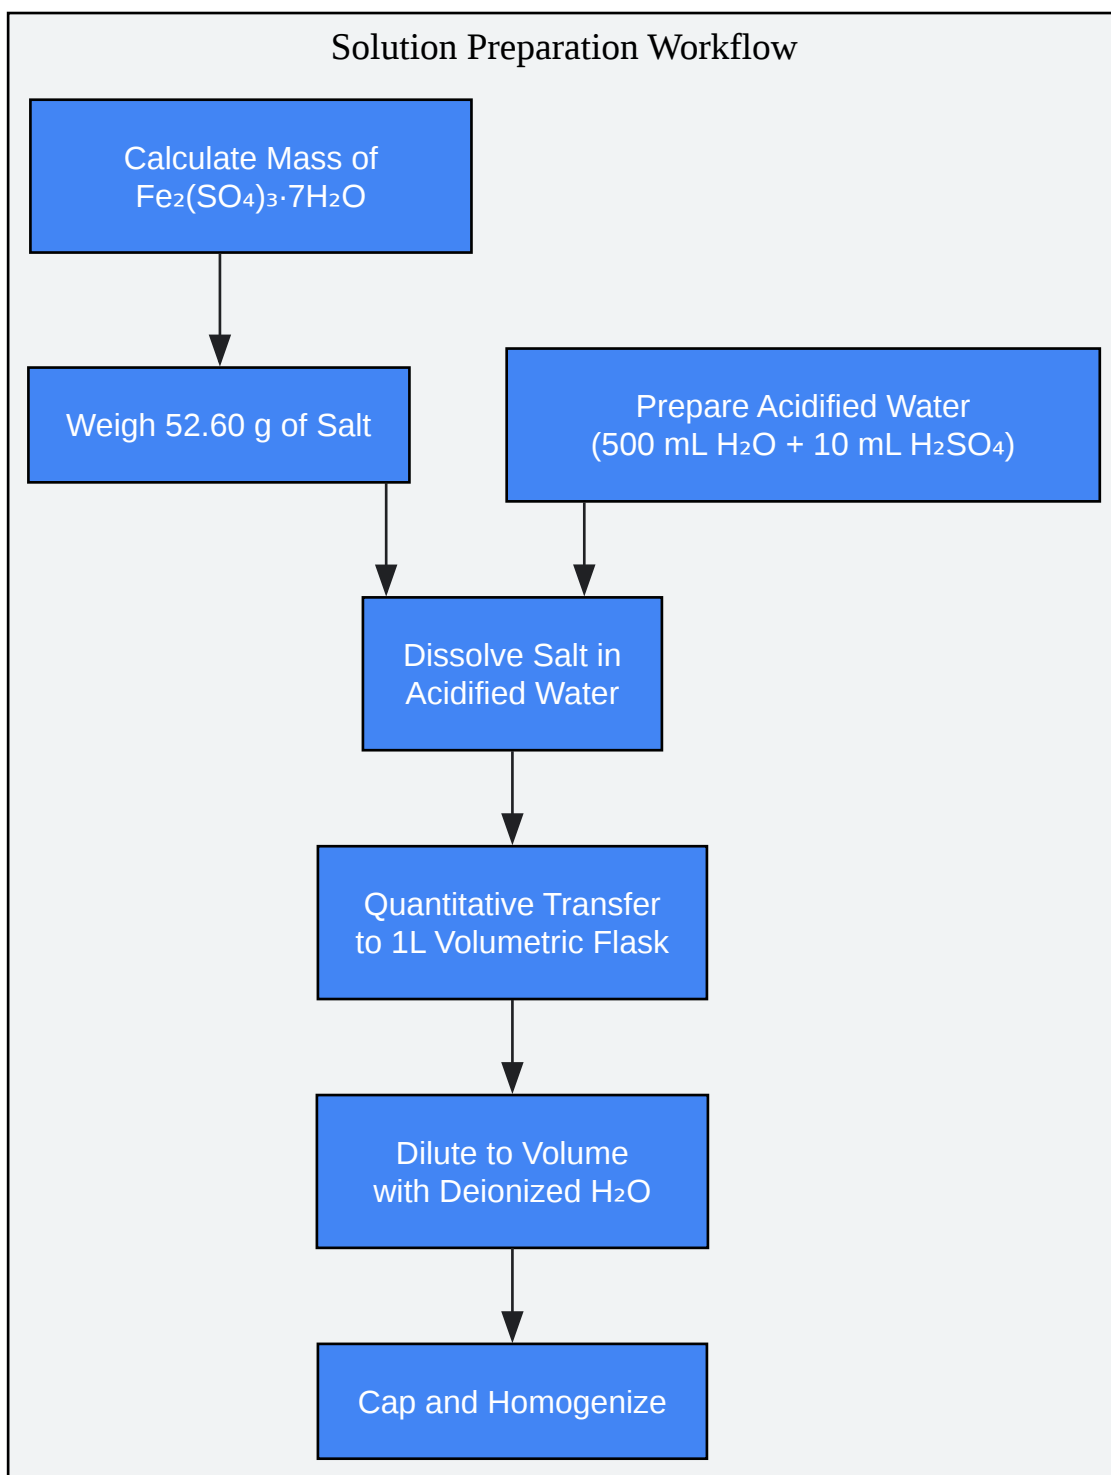 Solution Preparation Workflow
Calculate Mass of
Fe₂(SO₄)₃·7H₂O
Weigh 52.60 g of Salt
Prepare Acidified Water
(500 mL H₂O + 10 mL H₂SO₄)
Dissolve Salt in
Acidified Water
Quantitative Transfer
to 1L Volumetric Flask
Dilute to Volume
with Deionized H₂O
Cap and Homogenize